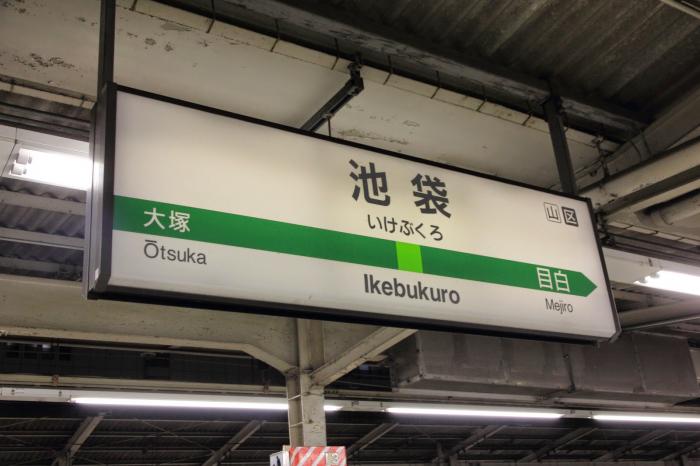 池袋
いけぶくろ
山区
大塚
Ōtsuka
Ikebukuro
目白
Mejiro